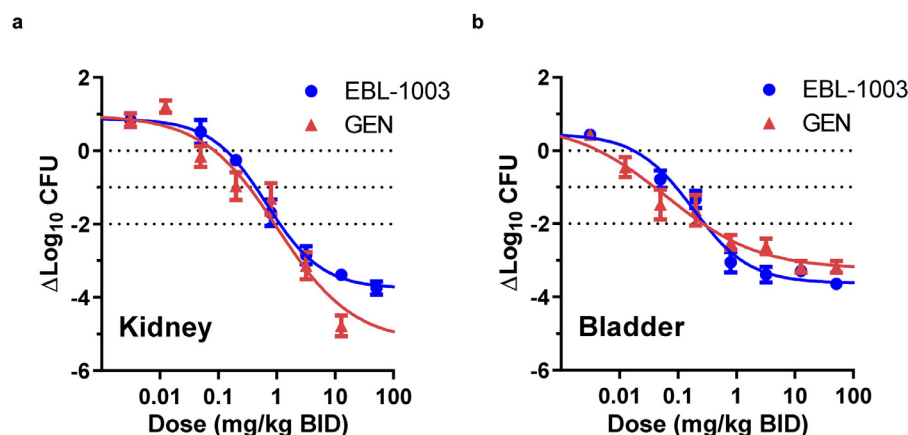 a
ΔLog10 CFU
2
0
-2
-4
-6
EBL-1003
GEN
Kidney
0.01 0.1 1 10 100
Dose (mg/kg BID)
b
ΔLog10 CFU
2
0
-2
-4
-6
EBL-1003
GEN
Bladder
0.01 0.1 1 10 100
Dose (mg/kg BID)